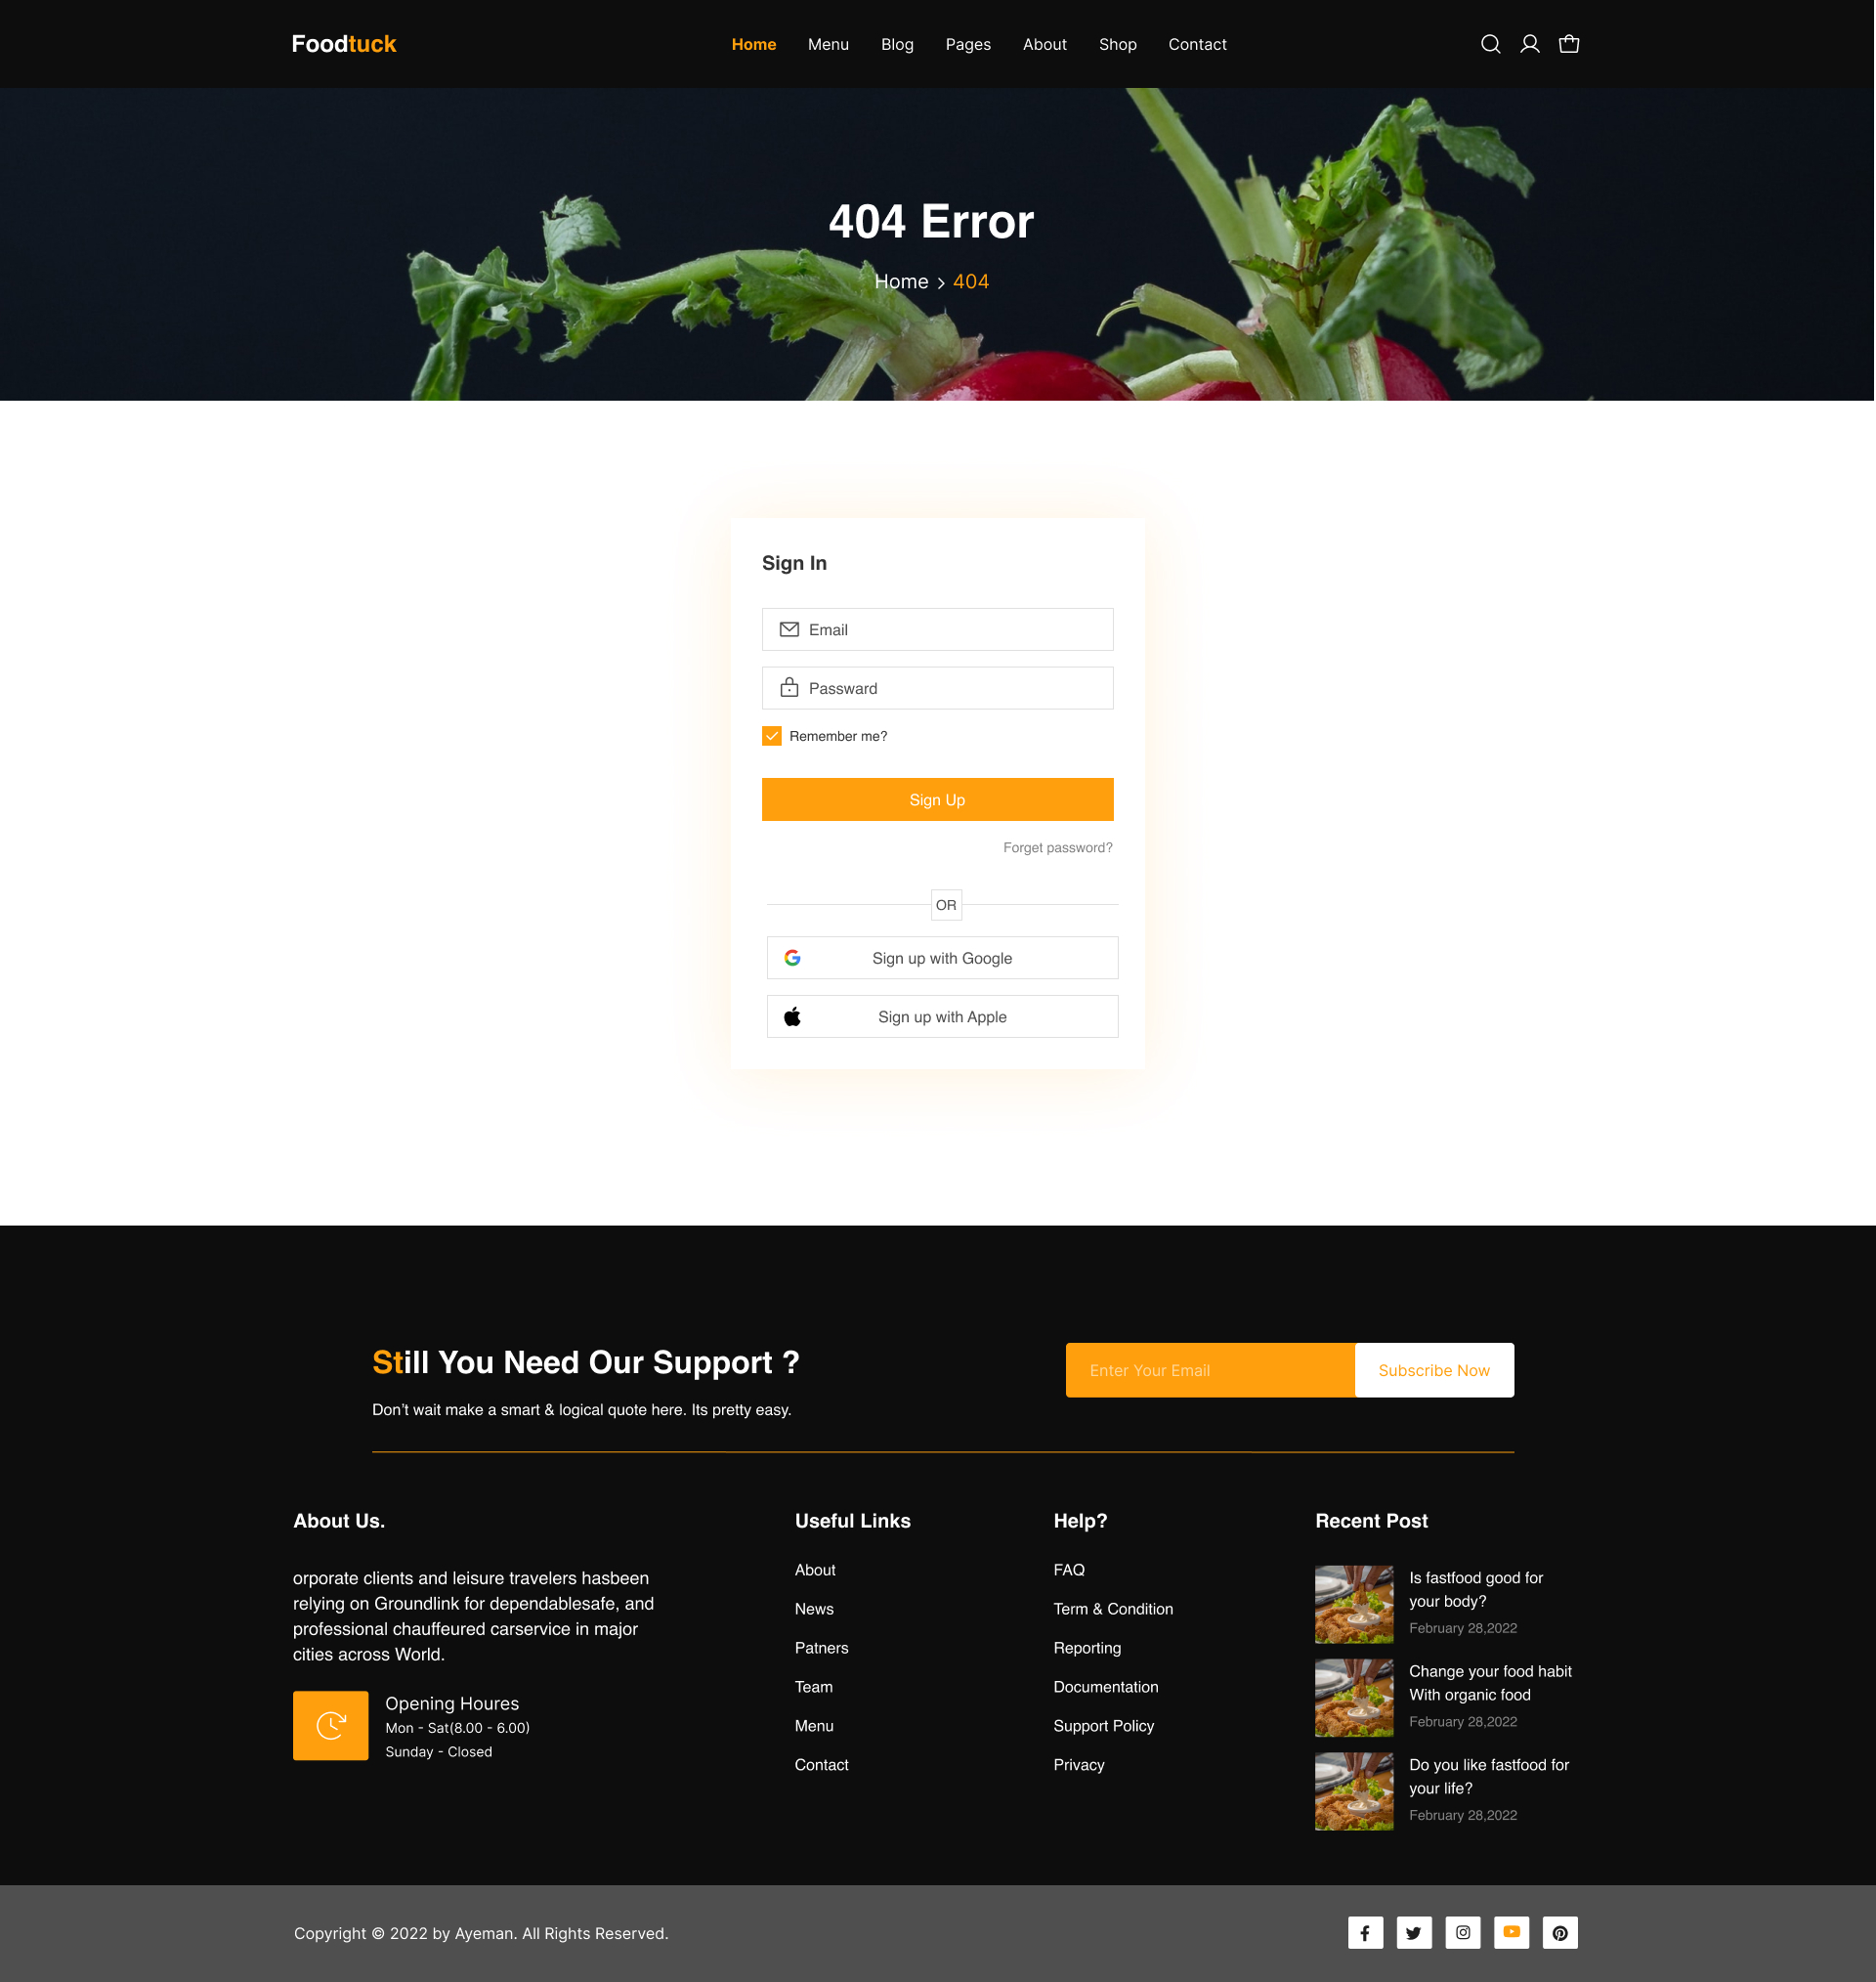 Foodtuck
Home Menu Blog Pages About Shop Contact
404 Error
Home > 404
Sign In
Email
Passward
Remember me?
Sign Up
Forget password?
OR
Sign up with Google
Sign up with Apple
Still You Need Our Support ?
Don’t wait make a smart & logical quote here. Its pretty easy.
Enter Your Email
Subscribe Now
About Us.
orporate clients and leisure travelers hasbeen
relying on Groundlink for dependablesafe, and
professional chauffeured carservice in major
cities across World.
Opening Houres
Mon - Sat(8.00 - 6.00)
Sunday - Closed
Useful Links
About
News
Patners
Team
Menu
Contact
Help?
FAQ
Term & Condition
Reporting
Documentation
Support Policy
Privacy
Recent Post
Is fastfood good for
your body?
February 28,2022
Change your food habit
With organic food
February 28,2022
Do you like fastfood for
your life?
February 28,2022
Copyright © 2022 by Ayeman. All Rights Reserved.